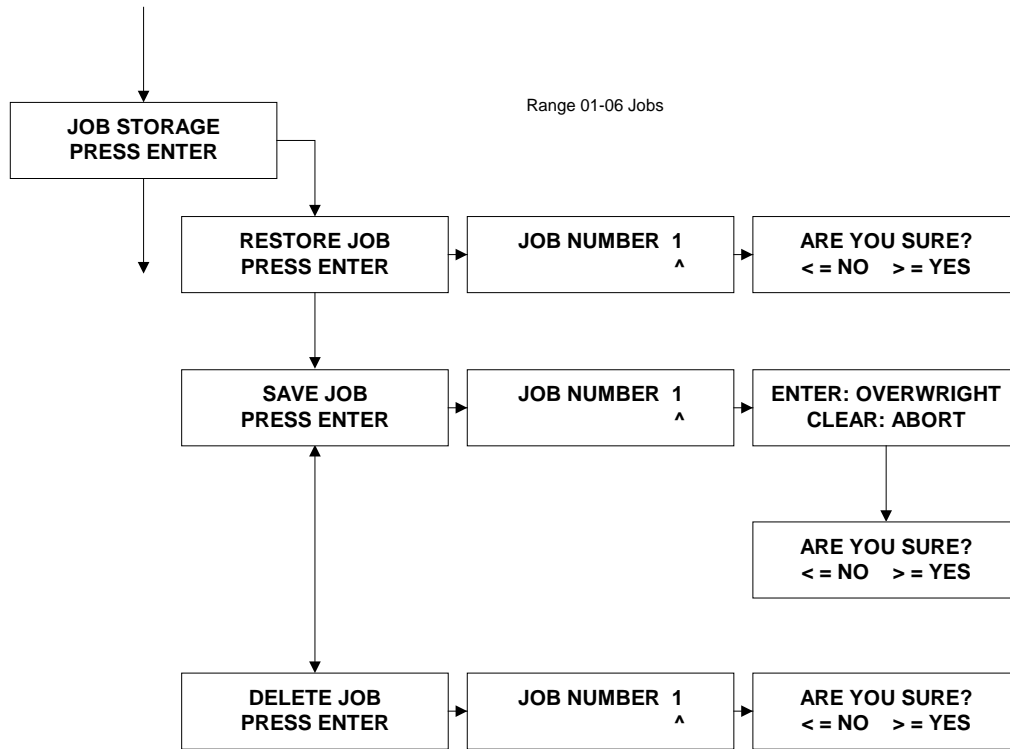 Range 01-06 Jobs
JOB STORAGE
PRESS ENTER
RESTORE JOB
PRESS ENTER
JOB NUMBER 1
^
ARE YOU SURE?
< = NO > = YES
SAVE JOB
PRESS ENTER
JOB NUMBER 1
^
ENTER: OVERWRIGHT
CLEAR: ABORT
ARE YOU SURE?
< = NO > = YES
DELETE JOB
PRESS ENTER
JOB NUMBER 1
^
ARE YOU SURE?
< = NO > = YES